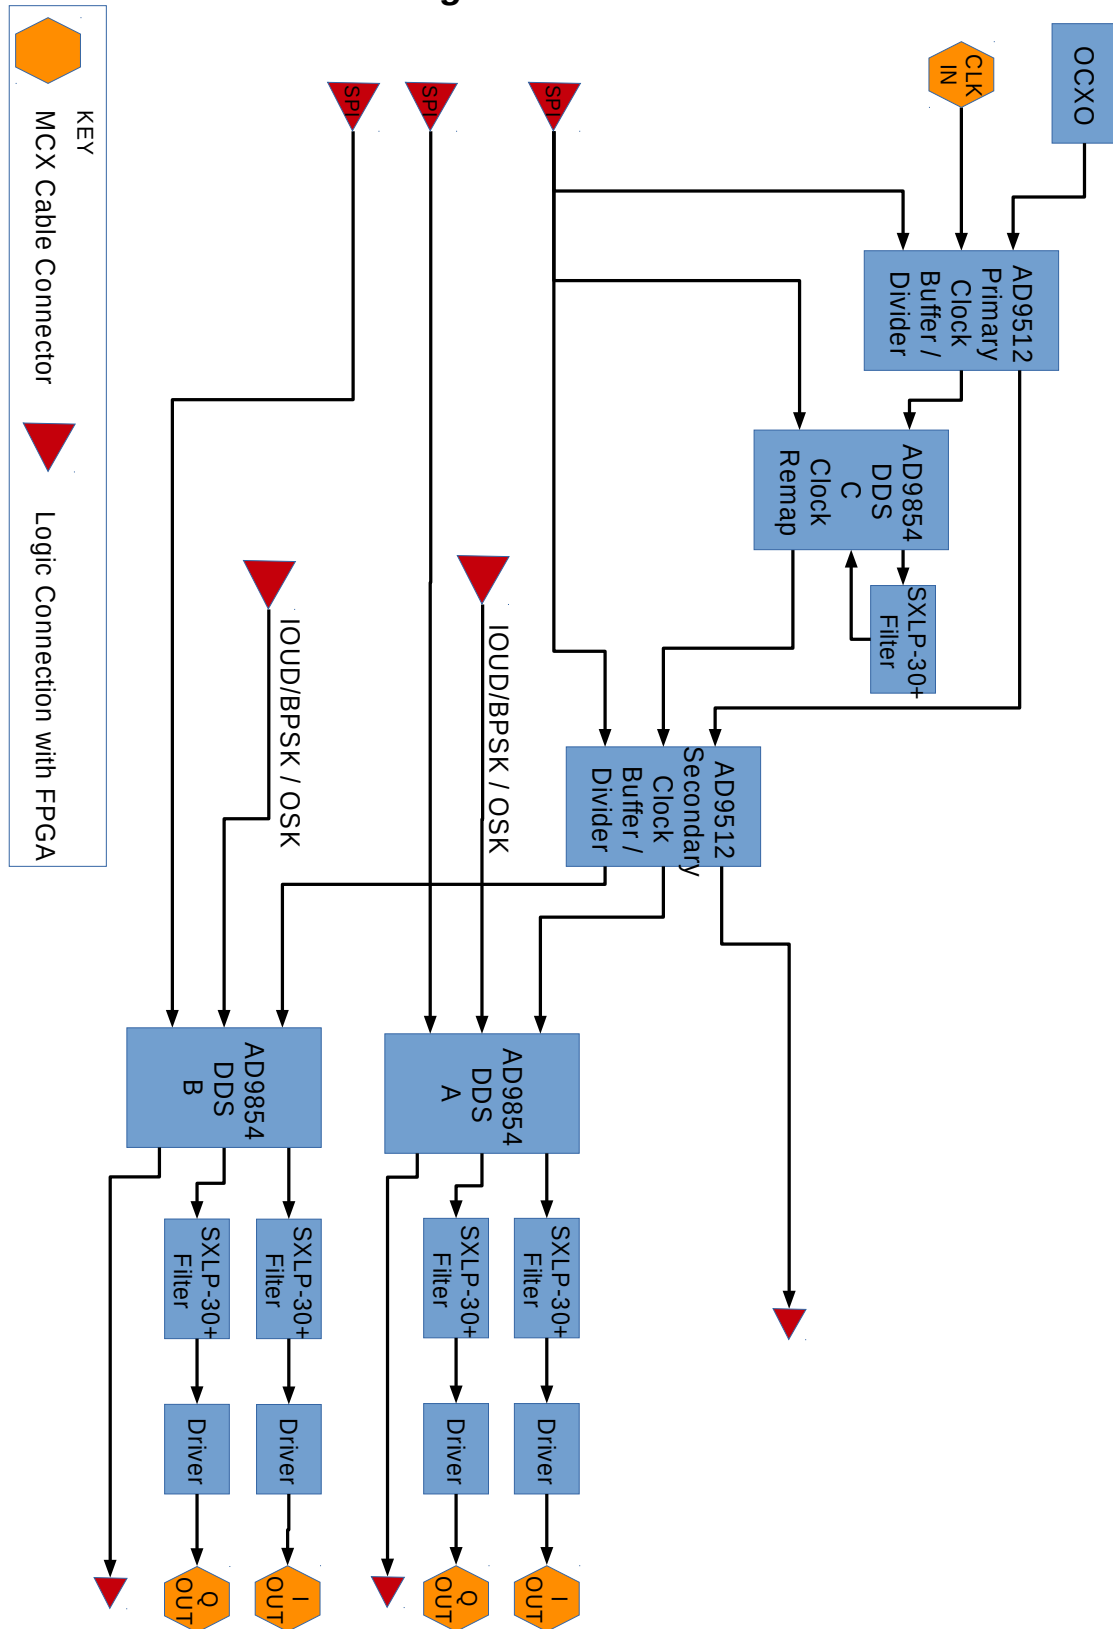 OCXO
CLK
IN
SPI
SPI
SPI
AD9512
Primary
Clock
Buffer /
Divider
AD9854
DDS
C
Clock
Remap
SXLP-30+
Filter
AD9512
Secondary
Clock
Buffer /
Divider
IOUD/BPSK / OSK
IOUD/BPSK / OSK
AD9854
DDS
A
AD9854
DDS
B
SXLP-30+
Filter
SXLP-30+
Filter
SXLP-30+
Filter
SXLP-30+
Filter
Driver
Driver
Driver
Driver
I
OUT
Q
OUT
I
OUT
Q
OUT
KEY
MCX Cable Connector
Logic Connection with FPGA